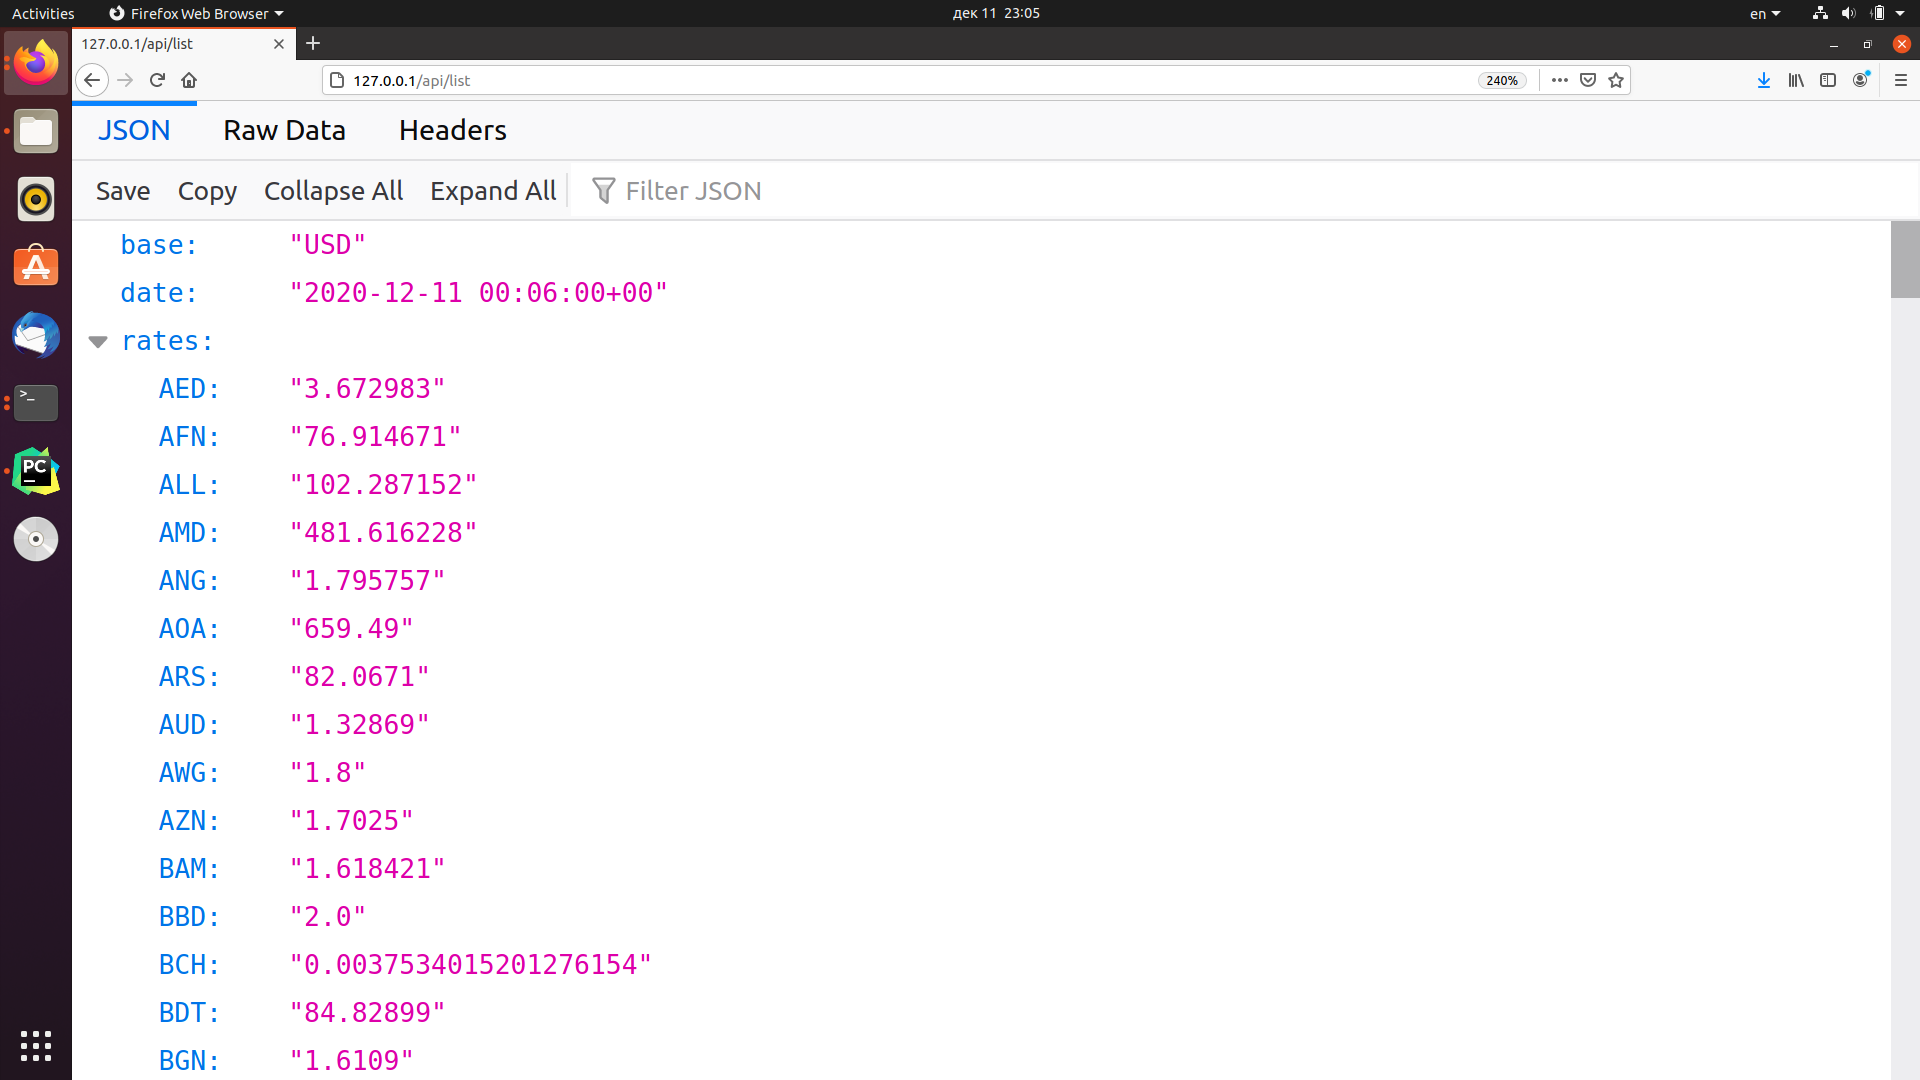 Activities Firefox Web Browser дек 11 23:05 en
127.0.0.1/api/list
127.0.0.1/api/list 240%
JSON Raw Data Headers
Save Copy Collapse All Expand All Filter JSON
base: "USD"
date: "2020-12-11 00:06:00+00"
rates:
AED: "3.672983"
AFN: "76.914671"
ALL: "102.287152"
AMD: "481.616228"
ANG: "1.795757"
AOA: "659.49"
ARS: "82.0671"
AUD: "1.32869"
AWG: "1.8"
AZN: "1.7025"
BAM: "1.618421"
BBD: "2.0"
BCH: "0.0037534015201276154"
BDT: "84.82899"
BGN: "1.6109"
>_
PC